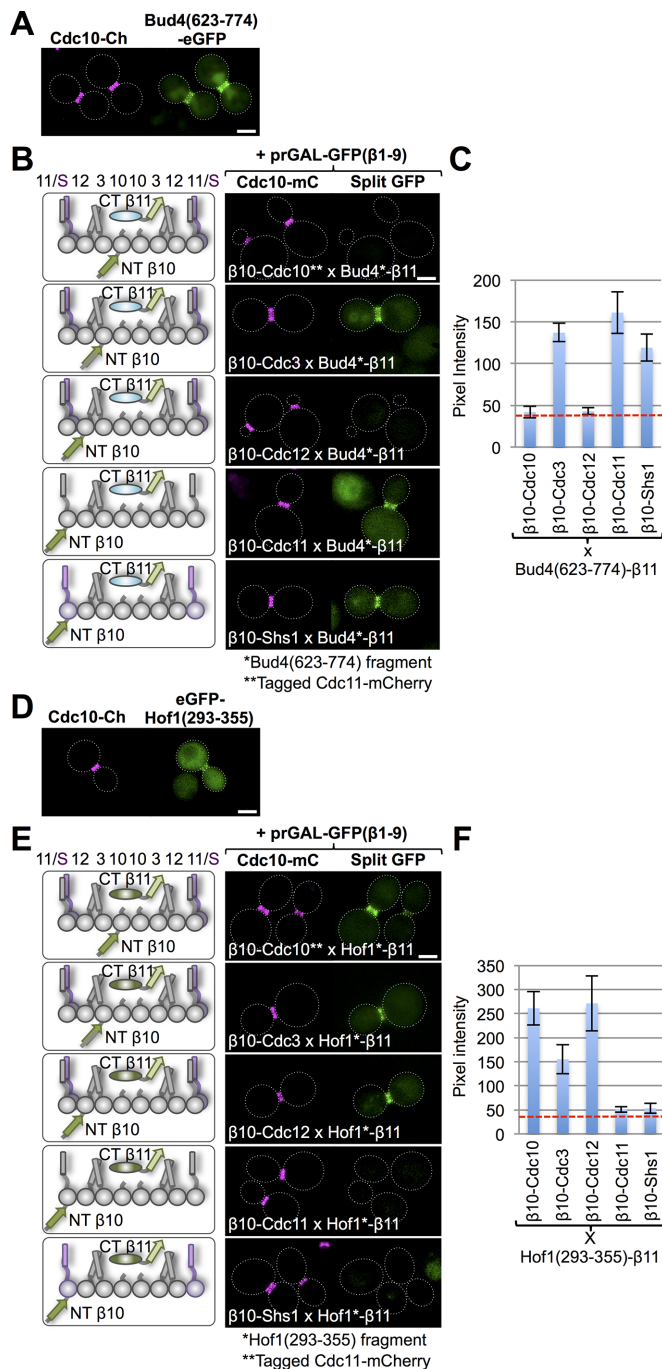 A
Cdc10-Ch
Bud4(623-774)
-eGFP
B
11/S 12 3 10 10 3 12 11/S
+ prGAL-GFP(β1-9)
Cdc10-mC Split GFP
CT β11
NT β10
β10-Cdc10** x Bud4*-β11
CT β11
NT β10
β10-Cdc3 x Bud4*-β11
CT β11
NT β10
β10-Cdc12 x Bud4*-β11
CT β11
NT β10
β10-Cdc11 x Bud4*-β11
CT β11
NT β10
β10-Shs1 x Bud4*-β11
*Bud4(623-774) fragment
**Tagged Cdc11-mCherry
C
Pixel Intensity
200
150
100
50
0
β10-Cdc10
β10-Cdc3
β10-Cdc12
β10-Cdc11
β10-Shs1
x
Bud4(623-774)-β11
D
Cdc10-Ch
eGFP-
Hof1(293-355)
E
11/S 12 3 10 10 3 12 11/S
+ prGAL-GFP(β1-9)
Cdc10-mC Split GFP
CT β11
NT β10
β10-Cdc10** x Hof1*-β11
CT β11
NT β10
β10-Cdc3 x Hof1*-β11
CT β11
NT β10
β10-Cdc12 x Hof1*-β11
CT β11
NT β10
β10-Cdc11 x Hof1*-β11
CT β11
NT β10
β10-Shs1 x Hof1*-β11
*Hof1(293-355) fragment
**Tagged Cdc11-mCherry
F
Pixel intensity
350
300
250
200
150
100
50
0
β10-Cdc10
β10-Cdc3
β10-Cdc12
β10-Cdc11
β10-Shs1
X
Hof1(293-355)-β11